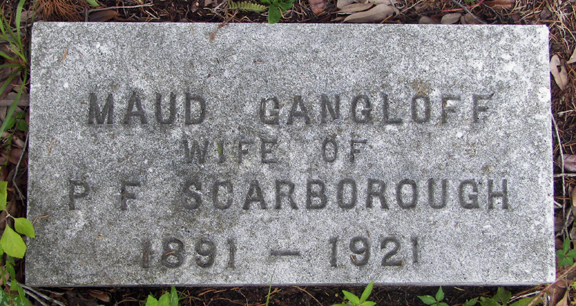 MAUD GANGLOFF
WIFE OF
P F SCARBOROUGH
1891 — 1921